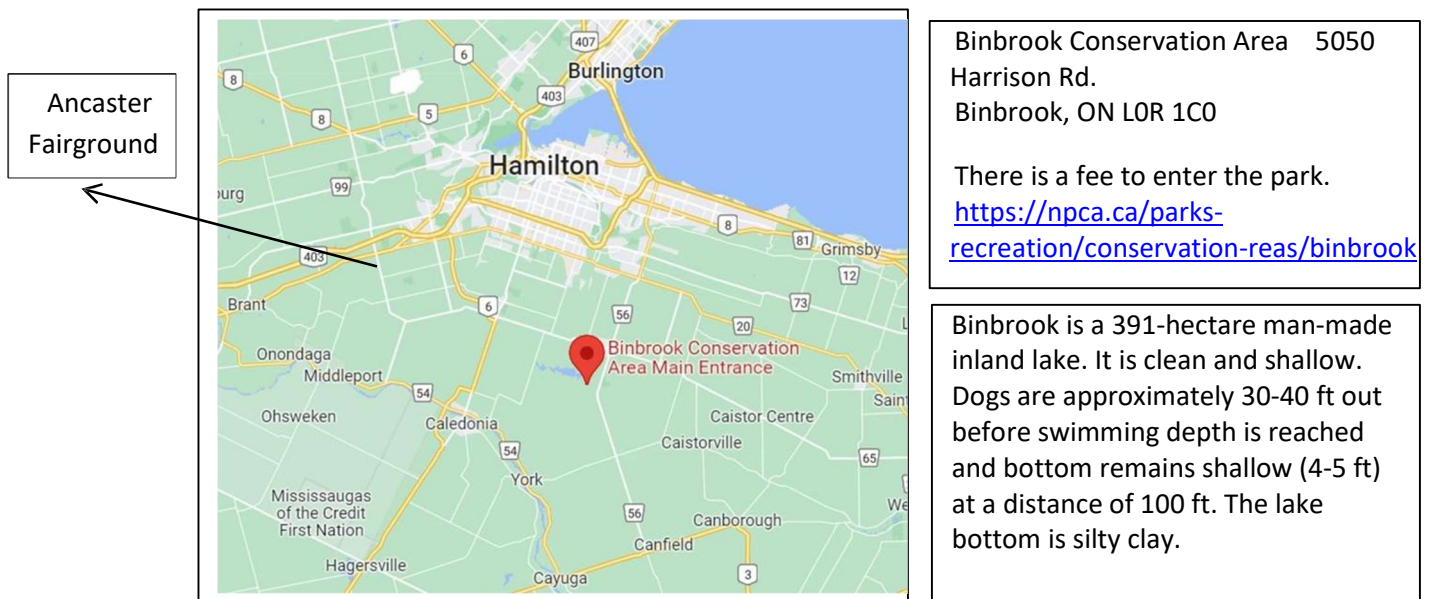 Ancaster
Fairground
407
6
Burlington
8
403
5
8
Hamilton
99
urg
8
81
Grimsby
403
12
Brant
6
73
56
20
Binbrook Conservation
Area Main Entrance
Onondaga
Middleport
Smithville
54
Saint
Ohsweken
Caledonia
Caistor Centre
Caistorville
54
65
York
Mississaugas
of the Credit
First Nation
We
56
Canborough
Canfield
Hagersville
3
Cayuga
Binbrook Conservation Area 5050
Harrison Rd.
Binbrook, ON L0R 1C0
There is a fee to enter the park.
https://npca.ca/parks-
recreation/conservation-reas/binbrook
Binbrook is a 391-hectare man-made
inland lake. It is clean and shallow.
Dogs are approximately 30-40 ft out
before swimming depth is reached
and bottom remains shallow (4-5 ft)
at a distance of 100 ft. The lake
bottom is silty clay.